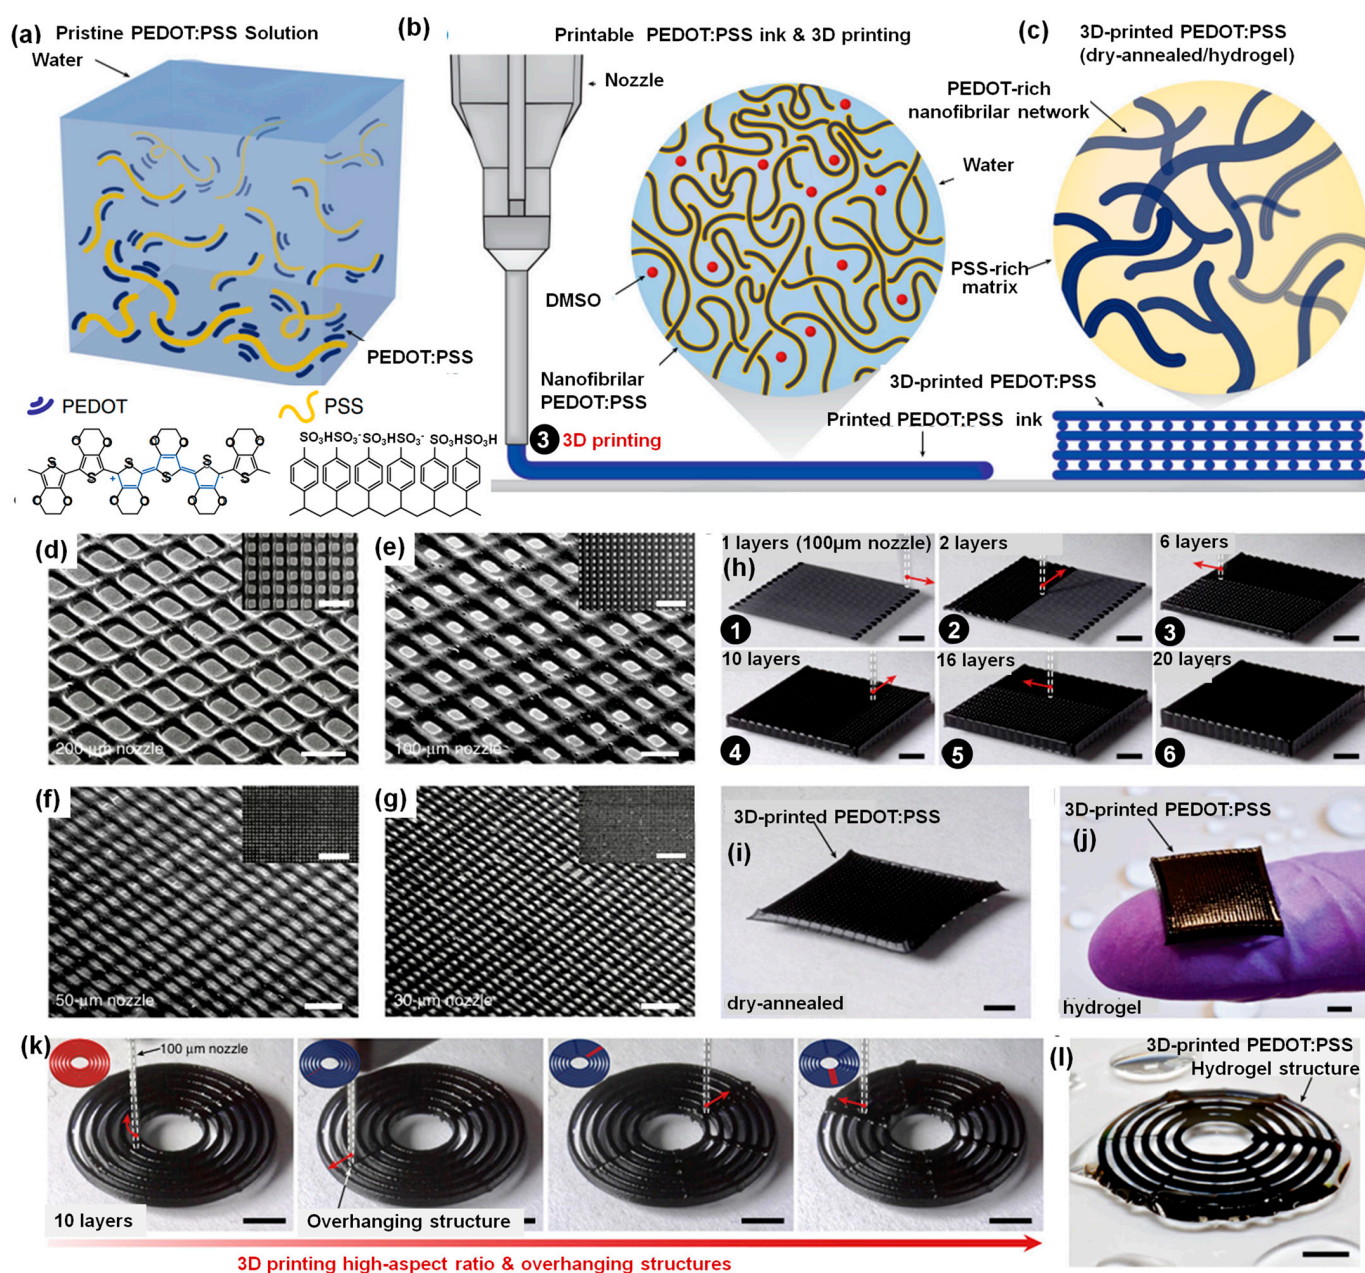 (a) Pristine PEDOT:PSS Solution
Water
PEDOT:PSS
PEDOT
PSS
SO₃HSO₃⁻SO₃HSO₃⁻ SO₃HSO₃H
S
S
S
S
S
+
(b) Printable PEDOT:PSS ink & 3D printing
Nozzle
Water
DMSO
Nanofibrilar
PEDOT:PSS
3 3D printing
Printed PEDOT:PSS ink
(c) 3D-printed PEDOT:PSS
(dry-annealed/hydrogel)
PEDOT-rich
nanofibrilar network
PSS-rich
matrix
3D-printed PEDOT:PSS
(d)
200-µm nozzle
(e)
100-µm nozzle
(f)
50-µm nozzle
(g)
30-µm nozzle
(h)
1 layers (100µm nozzle)
1
2 layers
2
6 layers
3
10 layers
4
16 layers
5
20 layers
6
3D-printed PEDOT:PSS
(i)
dry-annealed
3D-printed PEDOT:PSS
(j)
hydrogel
(k)
100 µm nozzle
10 layers
Overhanging structure
3D printing high-aspect ratio & overhanging structures
(l)
3D-printed PEDOT:PSS
Hydrogel structure